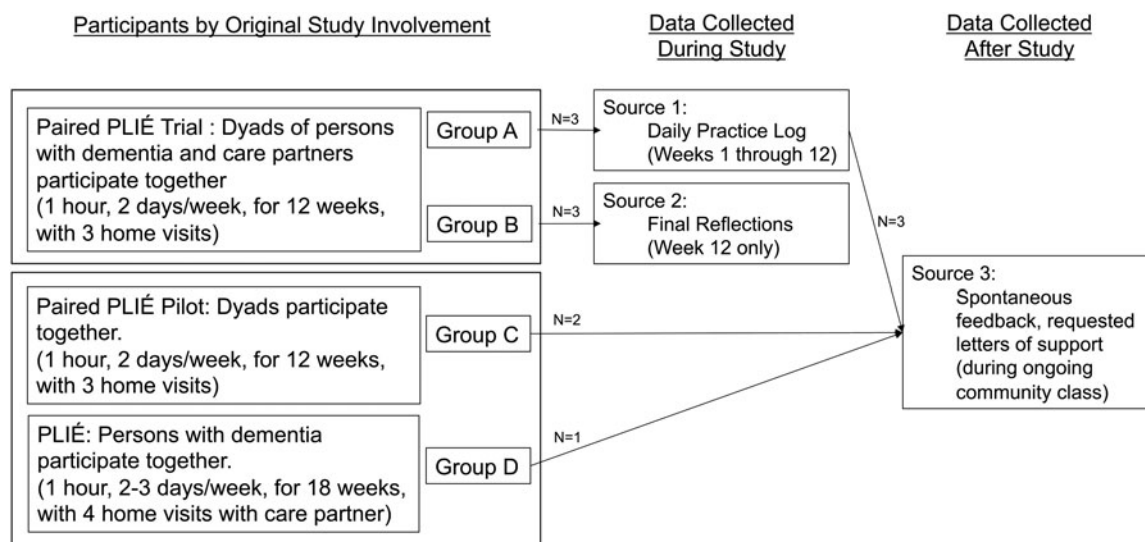 Participants by Original Study Involvement
Data Collected
During Study
Data Collected
After Study
Paired PLIÉ Trial : Dyads of persons
with dementia and care partners
participate together
(1 hour, 2 days/week, for 12 weeks,
with 3 home visits)
Group A
Group B
N=3
N=3
Source 1:
Daily Practice Log
(Weeks 1 through 12)
Source 2:
Final Reflections
(Week 12 only)
N=3
Paired PLIÉ Pilot: Dyads participate
together.
(1 hour, 2 days/week, for 12 weeks,
with 3 home visits)
Group C
N=2
PLIÉ: Persons with dementia
participate together.
(1 hour, 2-3 days/week, for 18 weeks,
with 4 home visits with care partner)
Group D
N=1
Source 3:
Spontaneous
feedback, requested
letters of support
(during ongoing
community class)